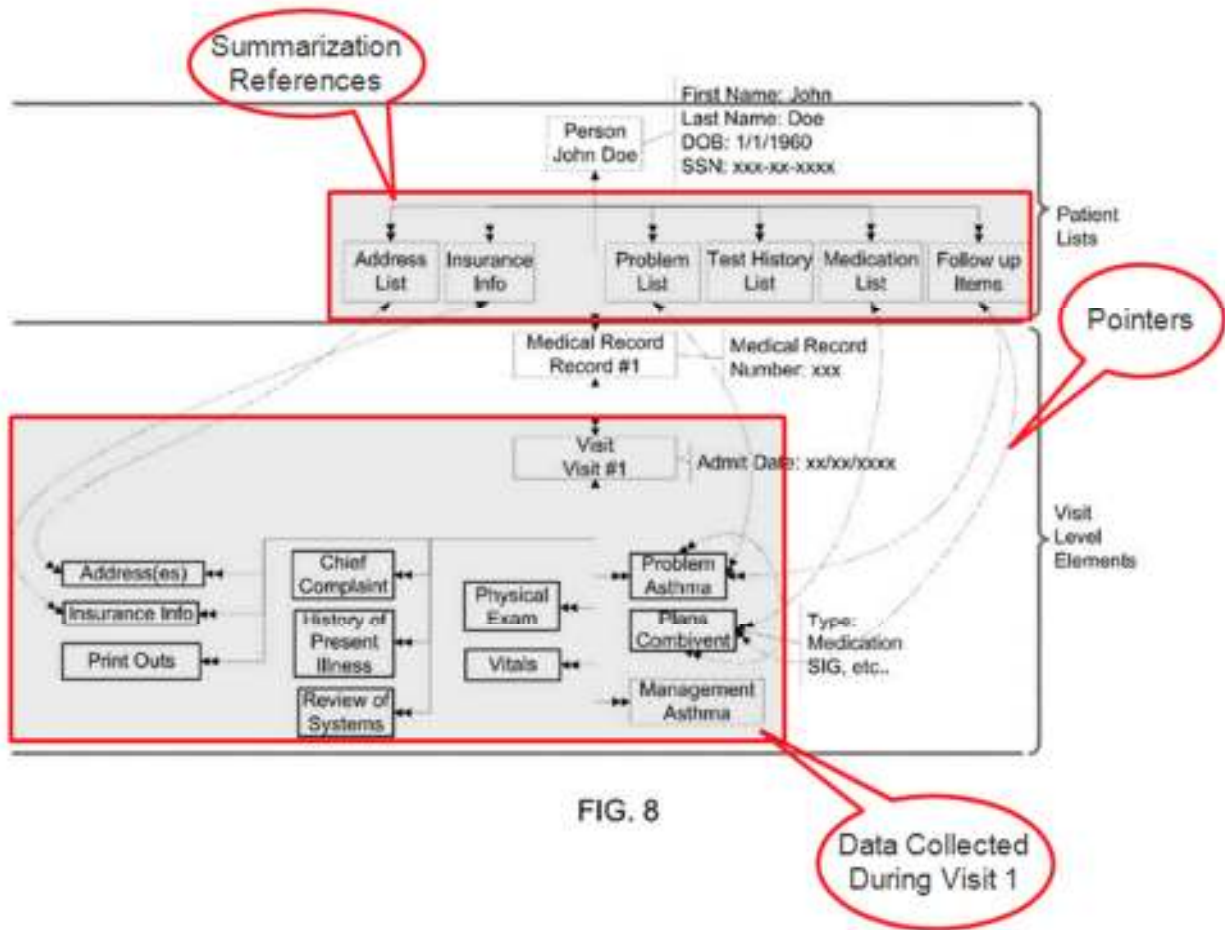 Summarization
References
First Name: John
Last Name: Doe
DOB: 1/1/1960
SSN: xxx-xx-xxxx
Person
John Doe
Patient
Lists
Address
List
Insurance
Info
Problem
List
Test History
List
Medication
List
Follow up
Items
Pointers
Medical Record
Record #1
Medical Record
Number: xxx
Visit
Visit #1
Admit Date: xx/xx/xxxx
Visit
Level
Elements
Address(es)
Insurance Info
Print Outs
Chief
Complaint
History of
Present
Illness
Review of
Systems
Physical
Exam
Vitals
Problem
Asthma
Plans
Combivent
Management
Asthma
Type:
Medication
SIG, etc..
FIG. 8
Data Collected
During Visit 1